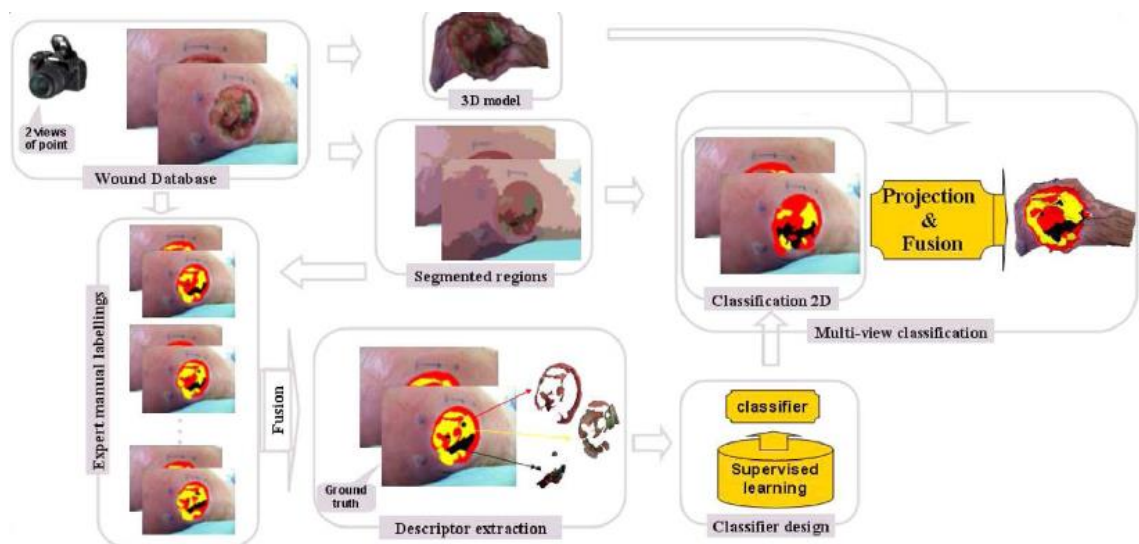 2 views
of point
Wound Database
3D model
Segmented regions
Projection
&
Fusion
Classification 2D
Multi-view classification
Expert manual labellings
Fusion
Ground
truth
Descriptor extraction
classifier
Supervised
learning
Classifier design